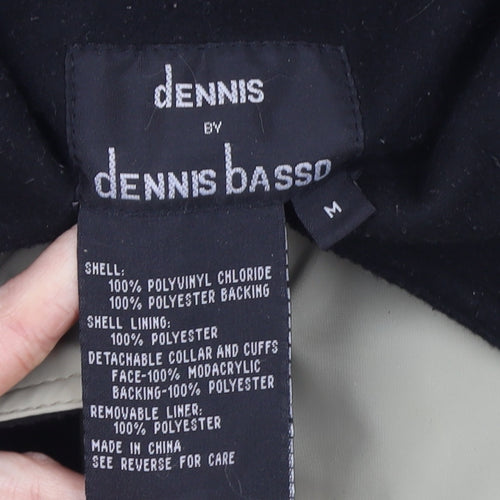 dENNIS
BY
dENNIS bASSO
M
SHELL:
100% POLYVINYL CHLORIDE
100% POLYESTER BACKING
SHELL LINING:
100% POLYESTER
DETACHABLE COLLAR AND CUFFS
FACE-100% MODACRYLIC
BACKING-100% POLYESTER
REMOVABLE LINER:
100% POLYESTER
MADE IN CHINA
SEE REVERSE FOR CARE